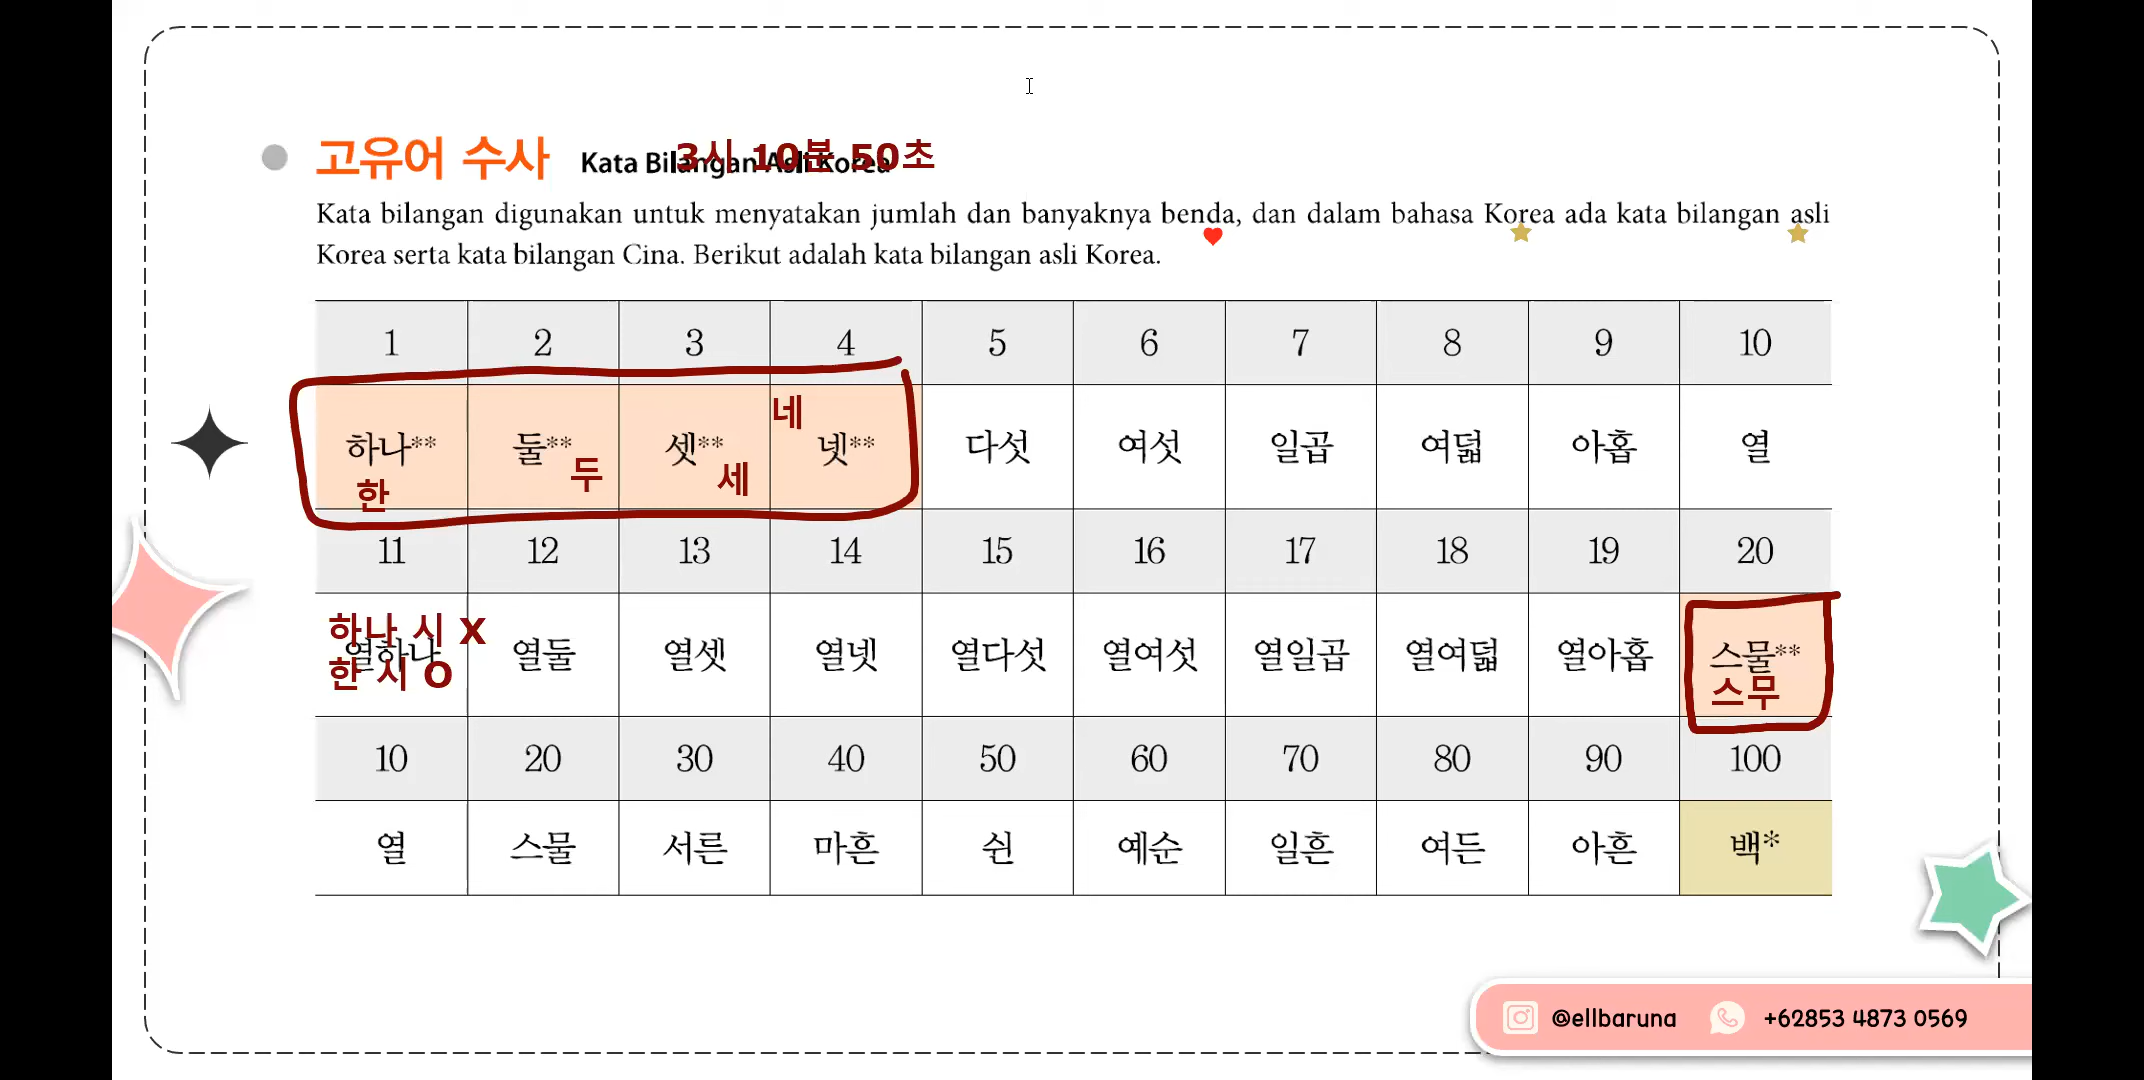 고유어 수사 Kata Bilangan Asli Korea
3시 10분 50초
Kata bilangan digunakan untuk menyatakan jumlah dan banyaknya benda, dan dalam bahasa Korea ada kata bilangan asli
Korea serta kata bilangan Cina. Berikut adalah kata bilangan asli Korea.
1 2 3 4 5 6 7 8 9 10
하나** 둘** 셋** 넷** 다섯 여섯 일곱 여덟 아홉 열
한 두 세 네
11 12 13 14 15 16 17 18 19 20
열하나 열둘 열셋 열넷 열다섯 열여섯 열일곱 열여덟 열아홉 스물**
하나 시 X
한 시 O
스무
10 20 30 40 50 60 70 80 90 100
열 스물 서른 마흔 쉰 예순 일흔 여든 아흔 백*
@ellbaruna +62853 4873 0569